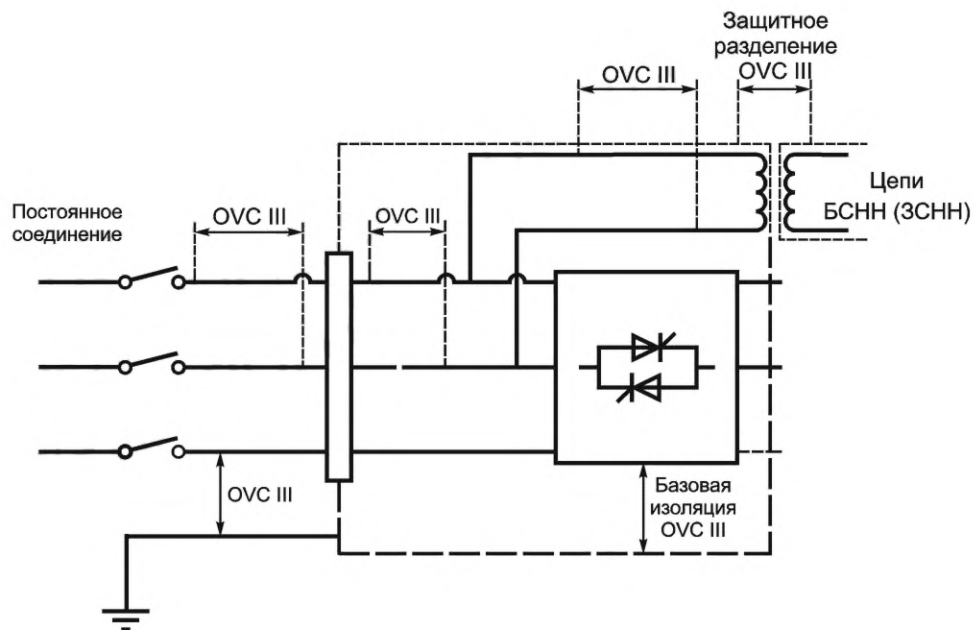 Защитное
разделение
OVC III
OVC III
Постоянное
соединение
OVC III
OVC III
Цепи
БСНН (ЗСНН)
OVC III
Базовая
изоляция
OVC III